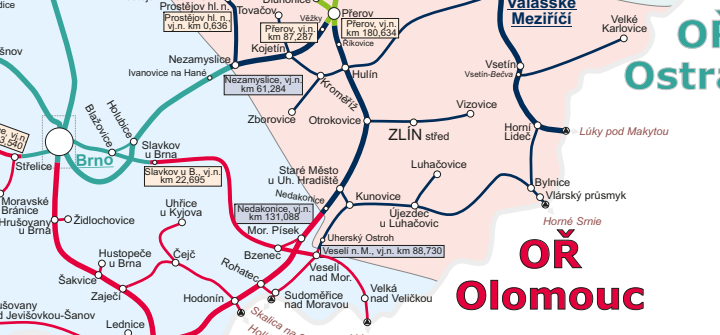 Prostějov hl. n.
Prostějov hl. n.,
vj.n. km 0,636
Tovačov
Věžky
Přerov
Přerov, vj.n.
km 87,287
Přerov, vj.n.
km 180,634
Říkovice
Kojetín
Nezamyslice
Ivanovice na Hané
Nezamyslice, vj.n.
km 61,284
Hulín
Kroměříž
Zborovice
Otrokovice
Valašské
Meziříčí
Velké
Karlovice
Vsetín
Vsetín-Bečva
Vizovice
ZLÍN střed
Horní
Lideč
Lúky pod Makytou
Blažovice
Holubice
Brno
Slavkov
u Brna
Slavkov u B., vj.n.
km 22,695
Střelice
Moravské
Bránice
Hrušovany
u Brna
Židlochovice
Uhřice
u Kyjova
Staré Město
u Uh. Hradiště
Nedakonice
Nedakonice, vj.n.
km 131,088
Kunovice
Luhačovice
Újezdec
u Luhačovic
Bylnice
Vlárský průsmyk
Horné Srnie
Mor. Písek
Bzenec
Uherský Ostroh
Veselí n. M., vj.n. km 88,730
Veselí
nad Mor.
Hustopeče
u Brna
Čejč
Šakvice
Zaječí
Rohatec
Hodonín
Sudoměřice
nad Moravou
Velká
nad Veličkou
Lednice
OŘ
Olomouc